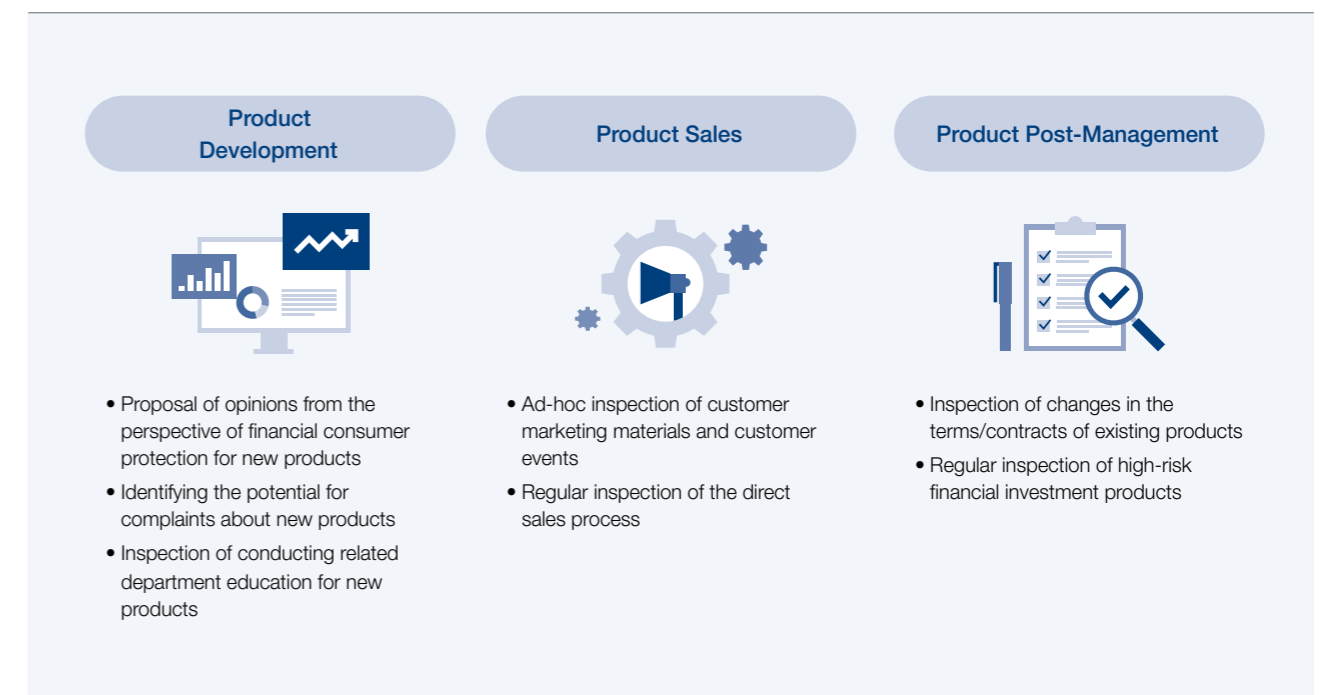 Product
Development
Product Sales
Product Post-Management
• Proposal of opinions from the
perspective of financial consumer
protection for new products
• Identifying the potential for
complaints about new products
• Inspection of conducting related
department education for new
products
• Ad-hoc inspection of customer
marketing materials and customer
events
• Regular inspection of the direct
sales process
• Inspection of changes in the
terms/contracts of existing products
• Regular inspection of high-risk
financial investment products